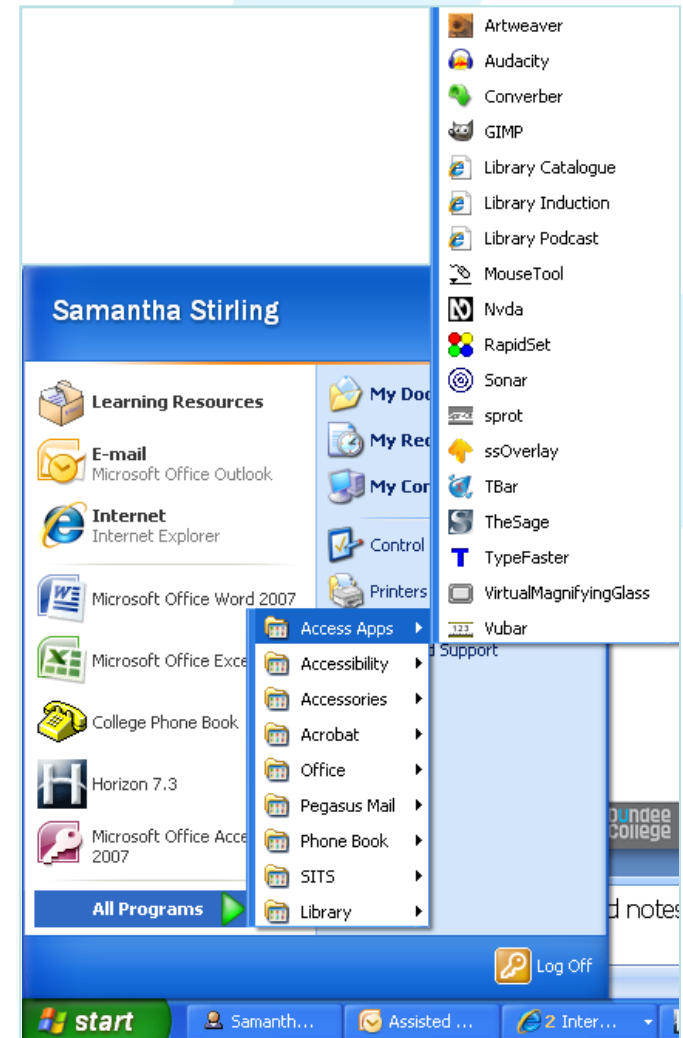 Artweaver
Audacity
Converber
GIMP
Library Catalogue
Library Induction
Library Podcast
MouseTool
Nvda
RapidSet
Sonar
sprot
ssOverlay
TBar
TheSage
TypeFaster
VirtualMagnifyingGlass
123 Vubar
Samantha Stirling
Learning Resources
E-mail
Microsoft Office Outlook
Internet
Internet Explorer
Microsoft Office Word 2007
Microsoft Office Exce
College Phone Book
Horizon 7.3
Microsoft Office Acce
2007
All Programs
My Doc
My Rec
My Con
Control
Printers
d Support
Access Apps
Accessibility
Accessories
Acrobat
Office
Pegasus Mail
Phone Book
SITS
Library
Dundee
College
d notes
Log Off
start
Samanth...
Assisted ...
2 Inter...